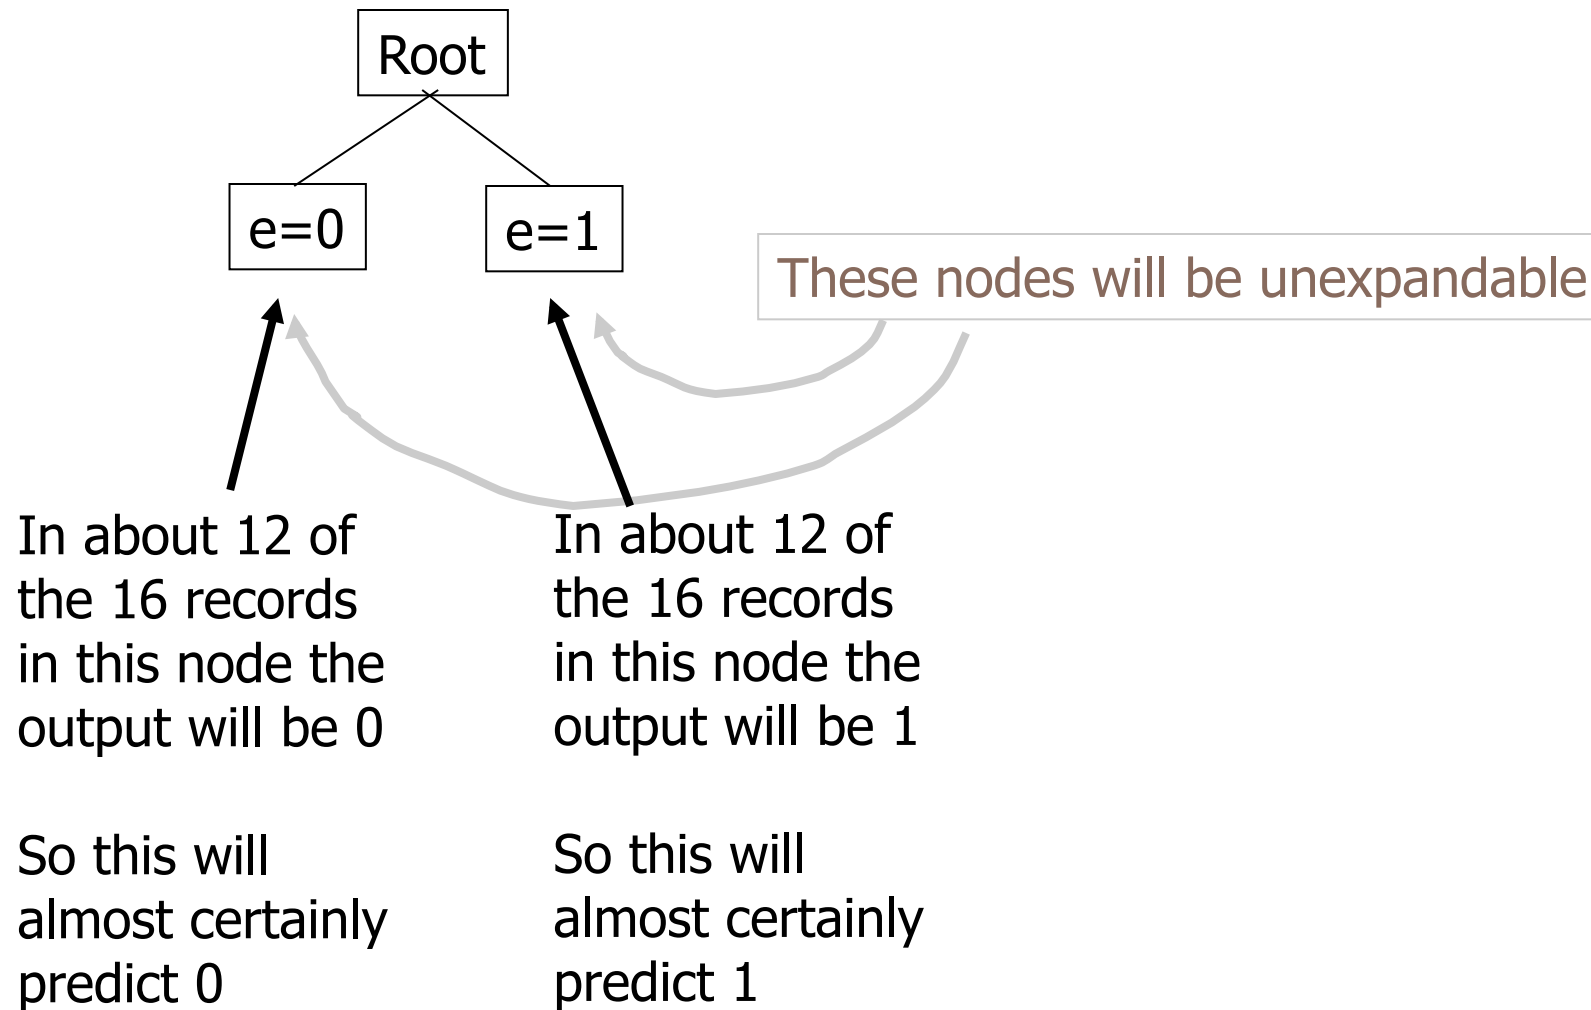 Root
e=0
e=1
These nodes will be unexpandable
In about 12 of
the 16 records
in this node the
output will be 0
So this will
almost certainly
predict 0
In about 12 of
the 16 records
in this node the
output will be 1
So this will
almost certainly
predict 1